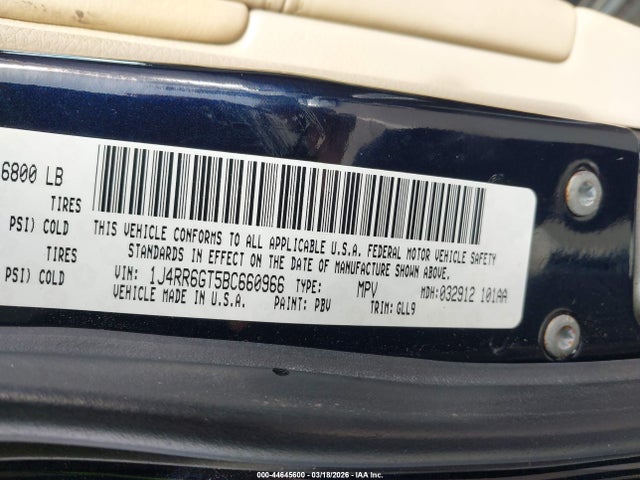 6800 LB
TIRES
PSI) COLD
TIRES
PSI) COLD
THIS VEHICLE CONFORMS TO ALL APPLICABLE U.S.A. FEDERAL MOTOR VEHICLE SAFETY
STANDARDS IN EFFECT ON THE DATE OF MANUFACTURE SHOWN ABOVE.
VIN: 1J4RR6GT5BC660966 TYPE: MPV MDH:032912 101AA
VEHICLE MADE IN U.S.A. PAINT: PBV TRIM: GLL9
000-44645600 - 03/18/2026 - IAA Inc.